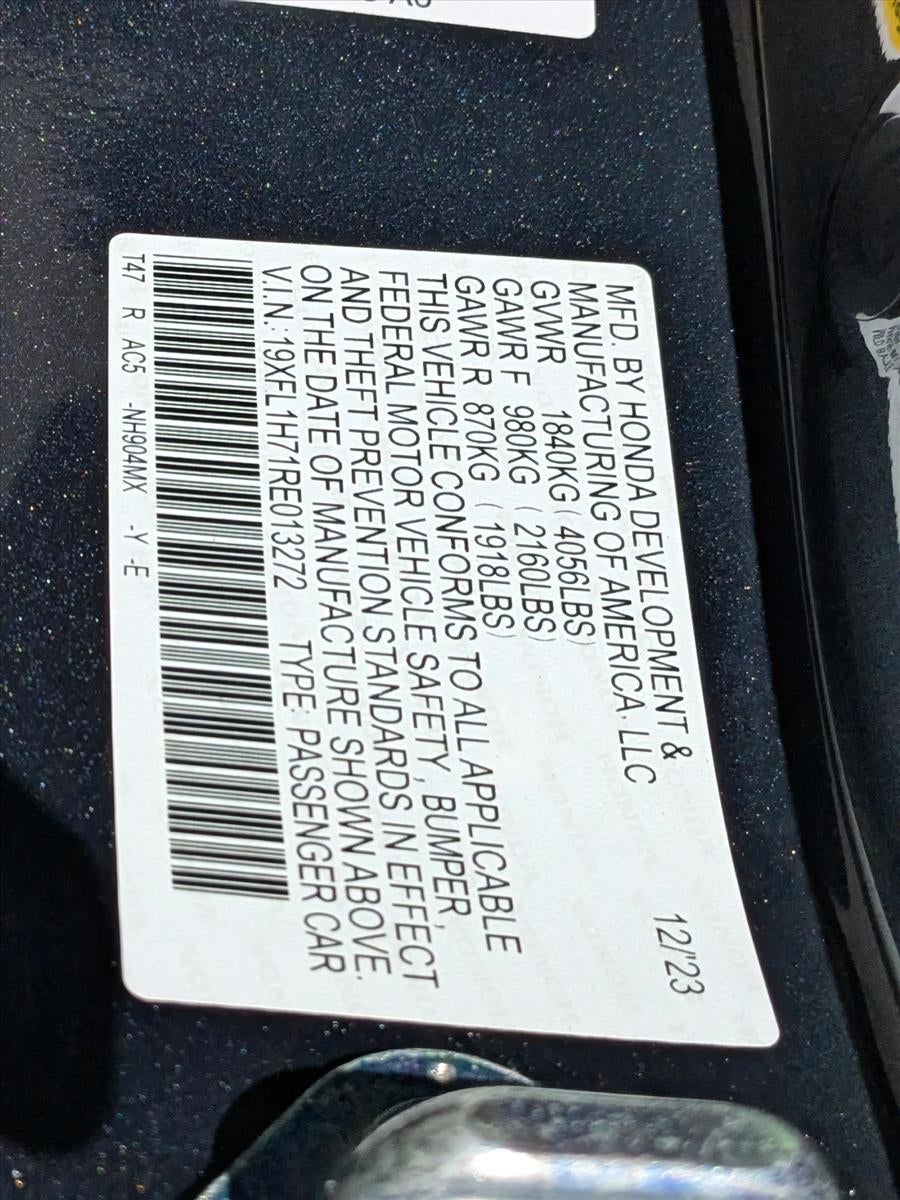 MFD. BY HONDA DEVELOPMENT &
MANUFACTURING OF AMERICA, LLC 12/'23
GVWR 1840KG ( 4056LBS)
GAWR F 980KG ( 2160LBS)
GAWR R 870KG ( 1918LBS)
THIS VEHICLE CONFORMS TO ALL APPLICABLE
FEDERAL MOTOR VEHICLE SAFETY, BUMPER,
AND THEFT PREVENTION STANDARDS IN EFFECT
ON THE DATE OF MANUFACTURE SHOWN ABOVE.
V.I.N.:19XFL1H71RE013272 TYPE: PASSENGER CAR
T47 R AC5 -NH904MX -Y -E